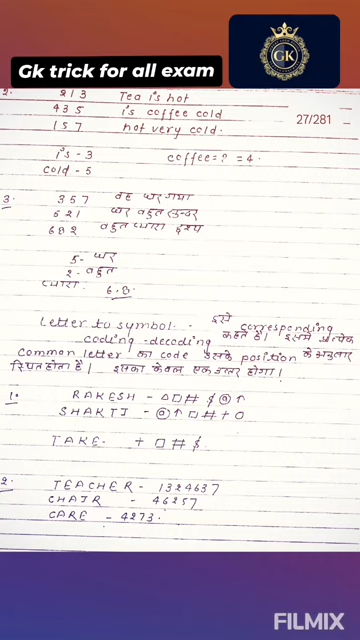 GK
Gk trick for all exam
27/281
2. 213 Tea is hot
435 is coffee cold
157 hot very cold.
is - 3 coffee = ? = 4.
cold - 5
3. 357 वह घर गया
521 घर बहुत सुन्दर
682 बहुत प्यारा दृश्य
5 - घर
2 - बहुत
प्यारा - 6,8
Letter to symbol - इसे corresponding
coding-decoding कहते हैं। इसमें प्रत्येक
common letter का code उसके position के अनुसार
स्थित होता है। इसका केवल एक उत्तर होगा।
1. RAKESH - △□#$@↑
SHAKTI - @↑□#+○
TAKE - +□#$
2. TEACHER - 1324637
CHAIR - 46257
CARE - 4273.
FILMIX